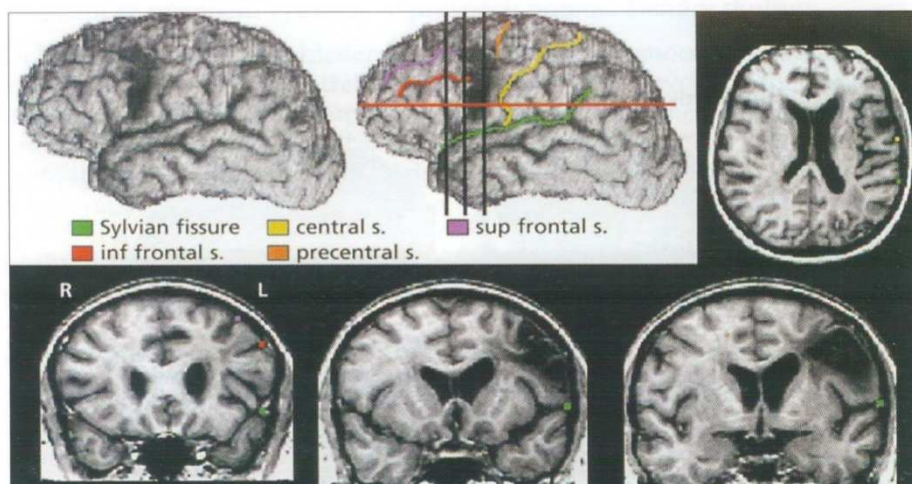 Sylvian fissure central s. sup frontal s.
inf frontal s. precentral s.
R L